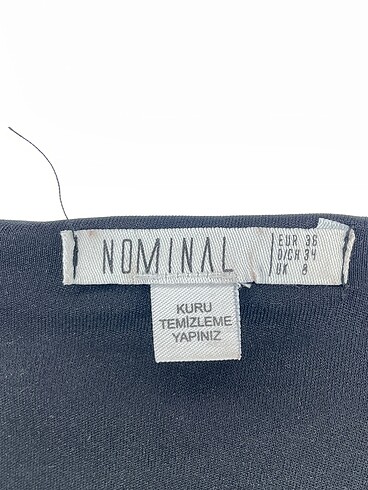 NOMINAL
EUR 36
D/CH 34
UK 8
KURU
TEMİZLEME
YAPINIZ